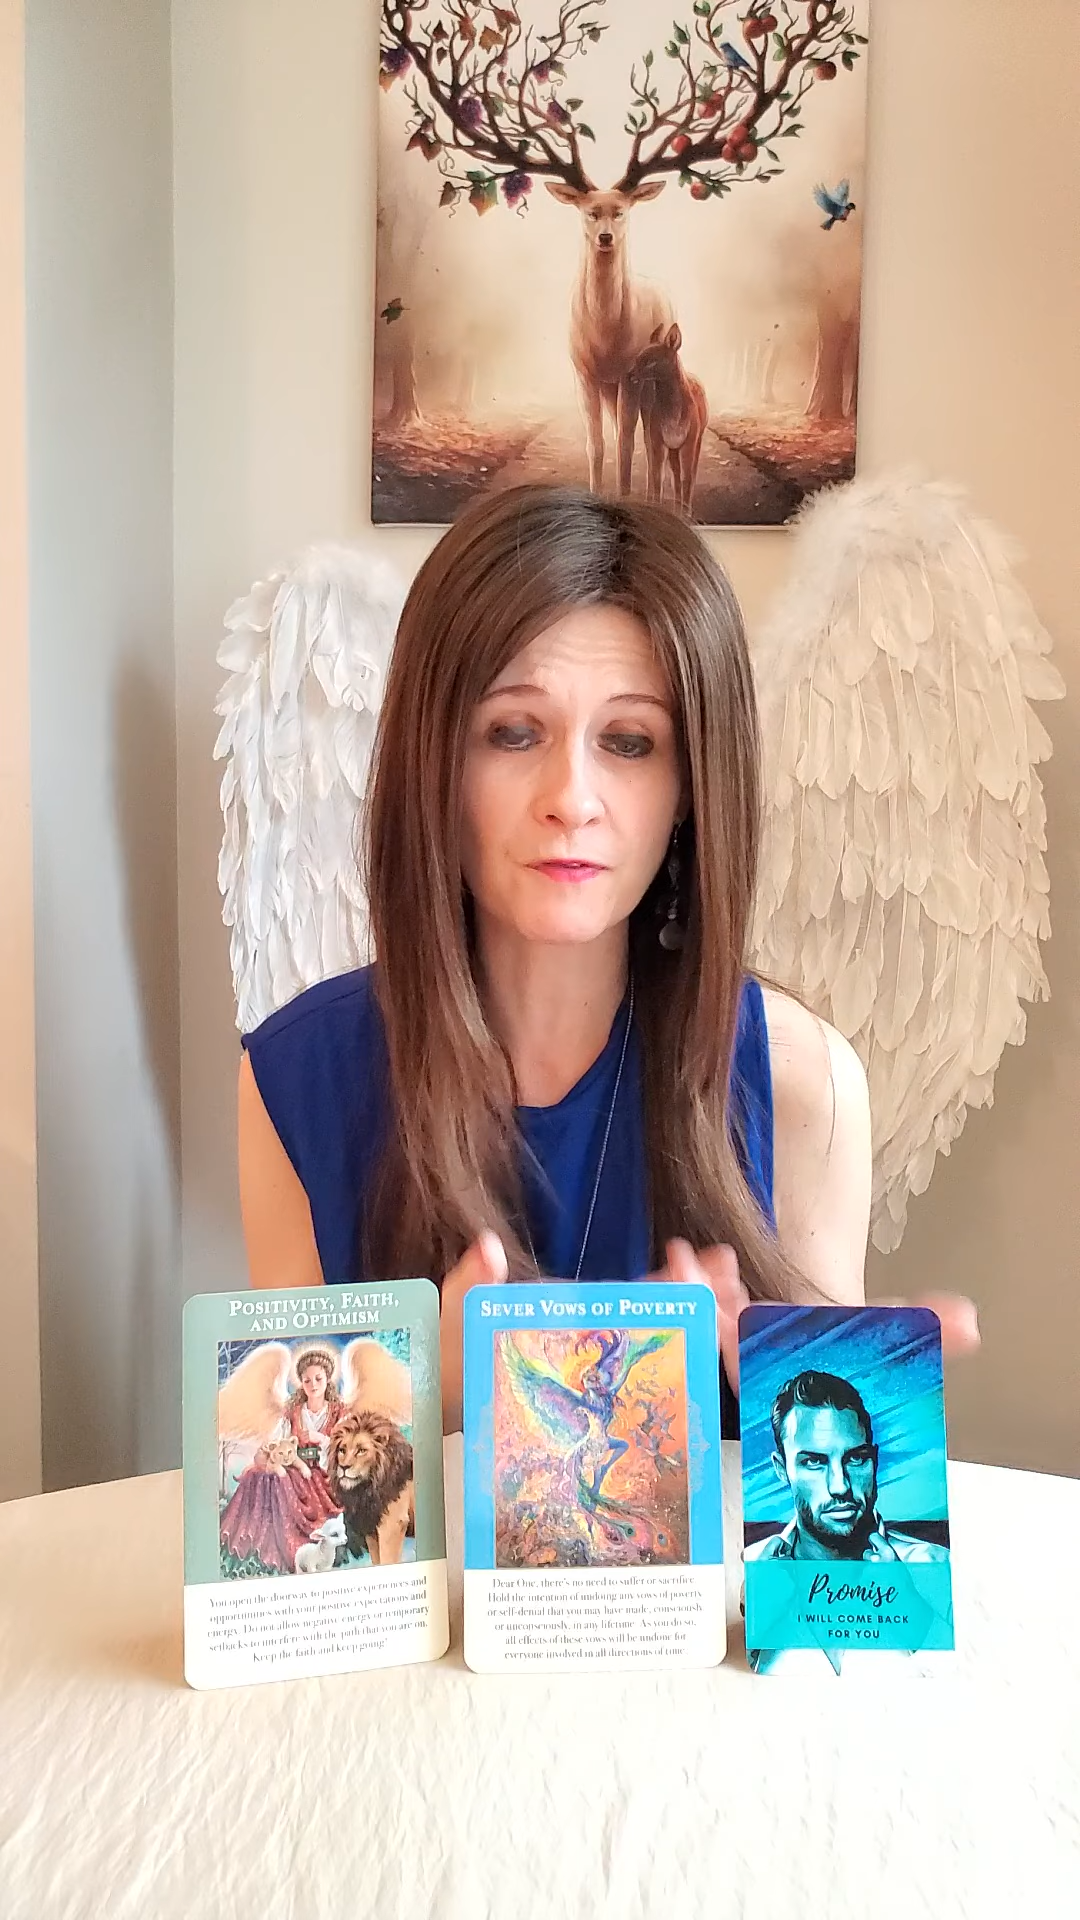 POSITIVITY, FAITH,
AND OPTIMISM
You open the doorway to positive experiences and
opportunities with your positive expectations and
energy. Do not allow negative energy or temporary
setbacks to interfere with the path that you are on.
Keep the faith and keep going!
SEVER VOWS OF POVERTY
Dear One, there's no need to suffer or sacrifice.
Hold the intention of undoing any vows of poverty
or self-denial that you may have made, consciously
or unconsciously, in any lifetime. As you do so,
all effects of these vows will be undone for
everyone involved in all directions of time.
Promise
I WILL COME BACK
FOR YOU